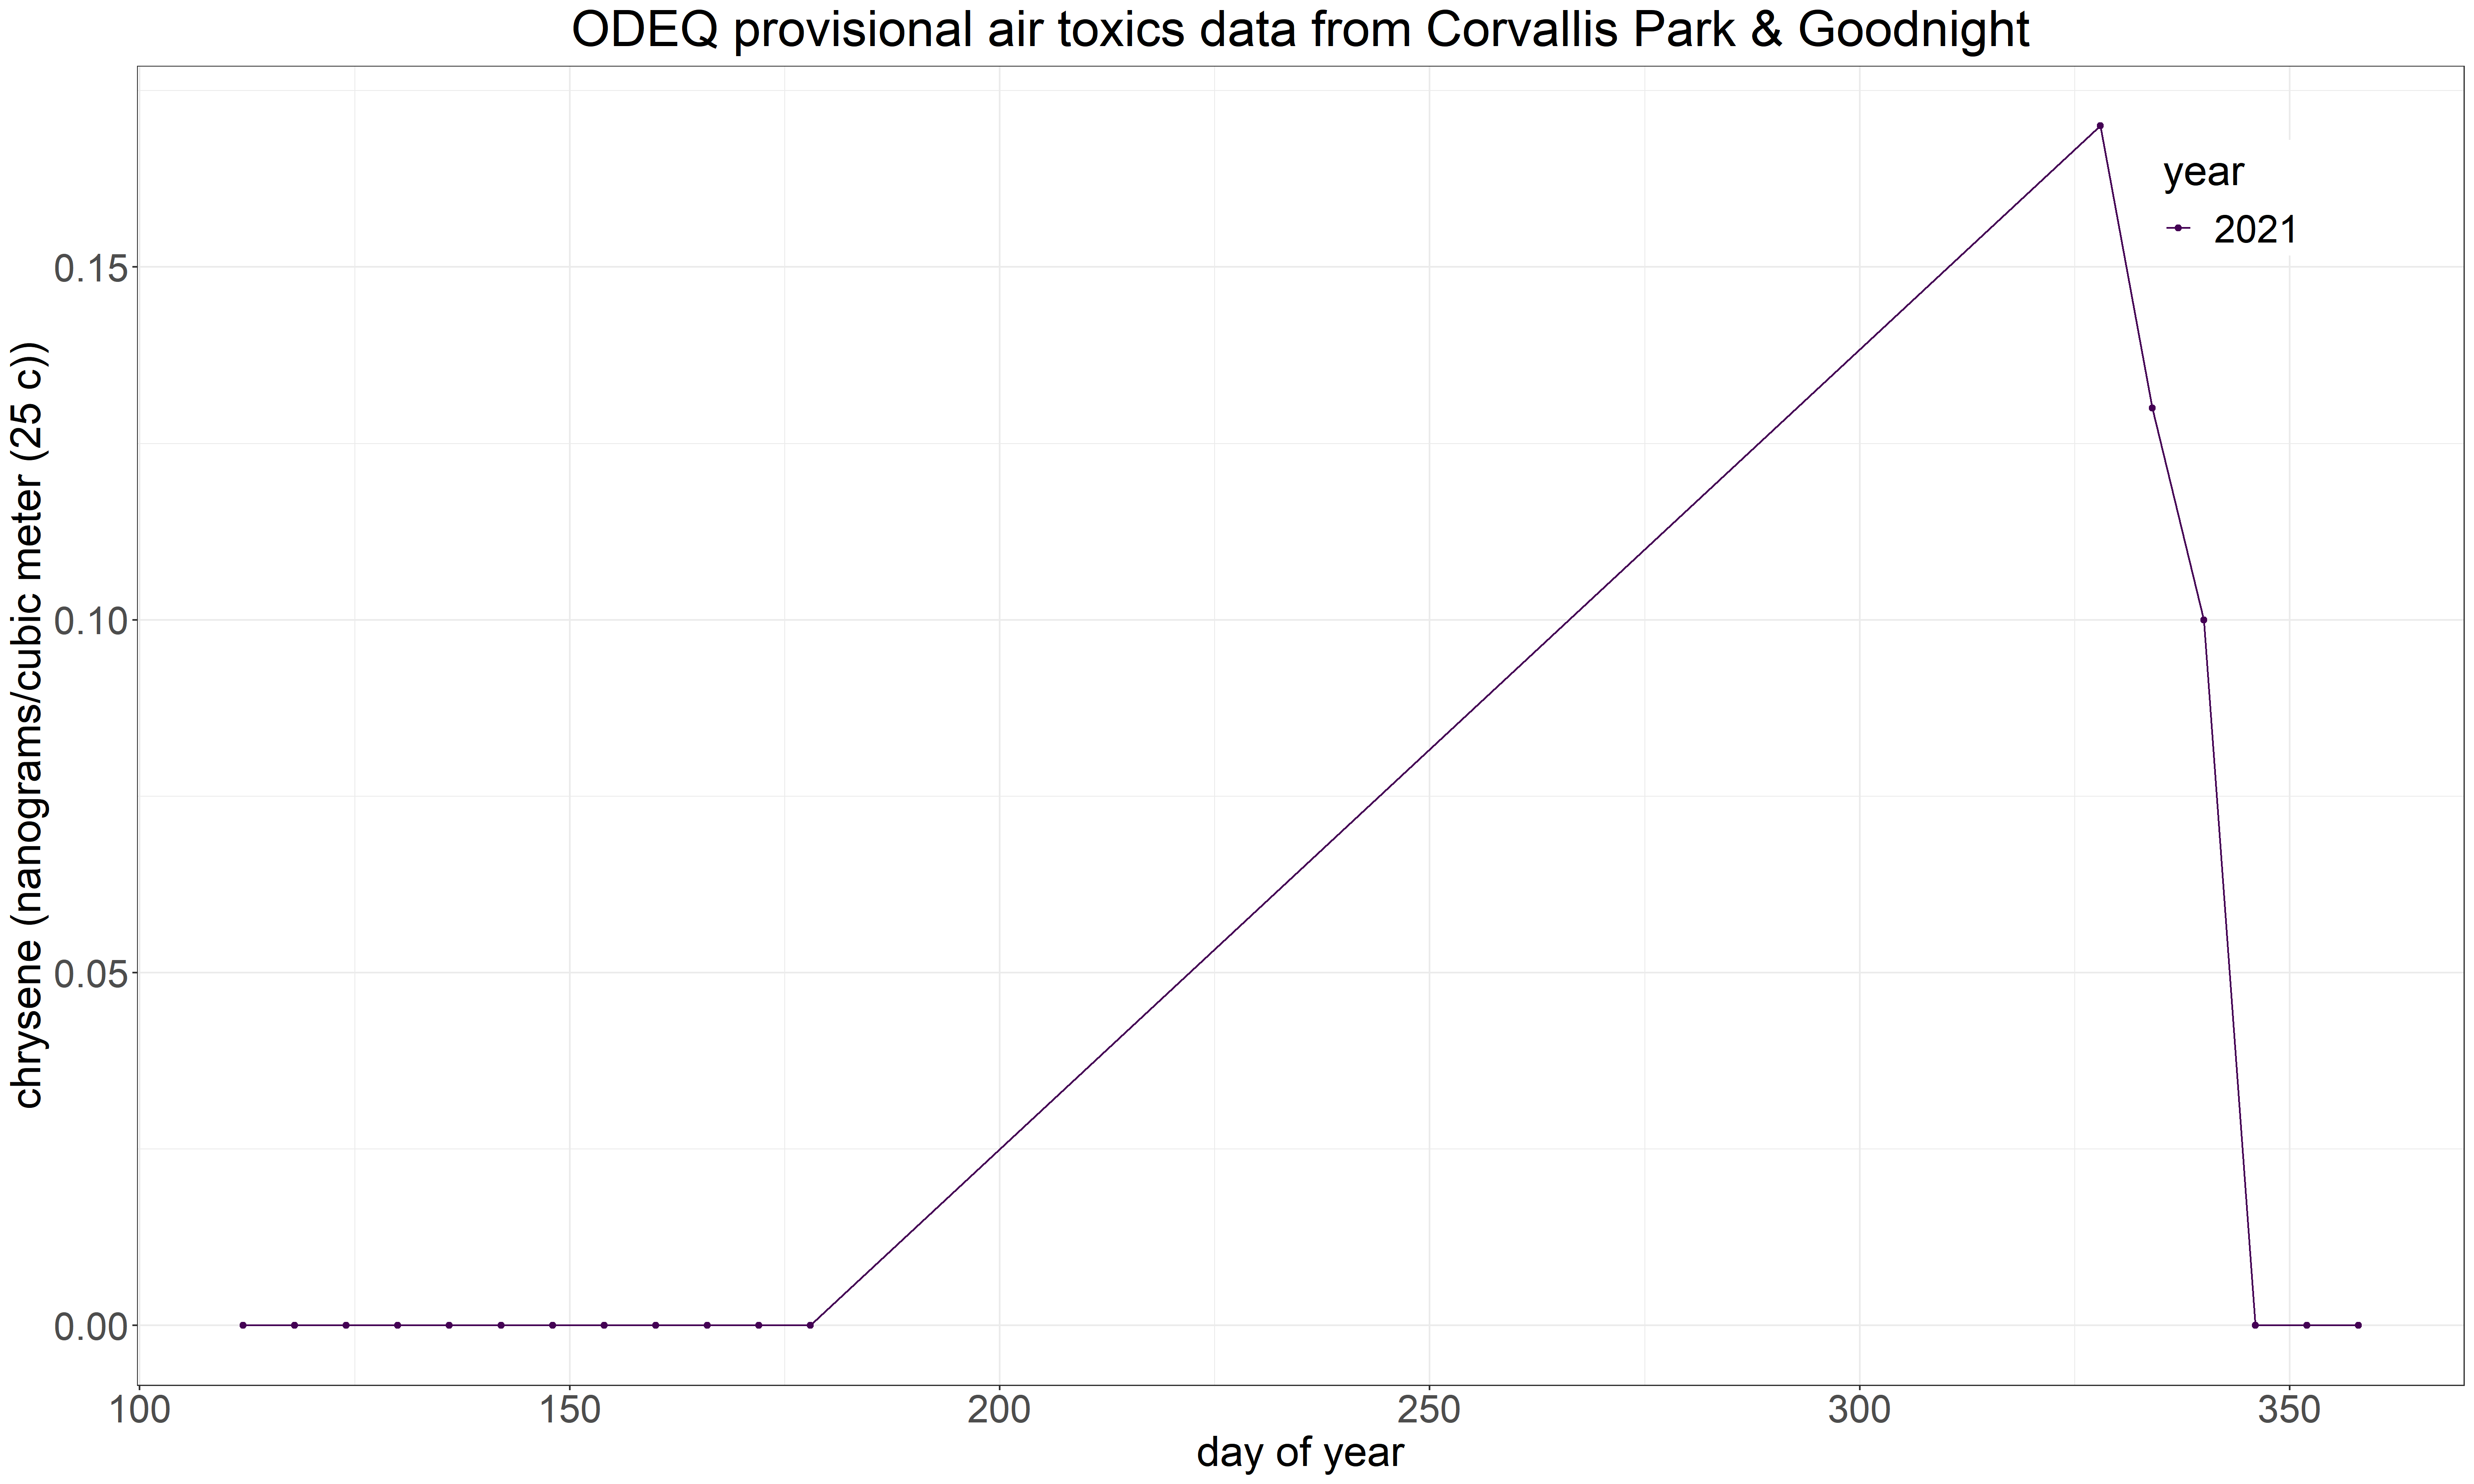 ODEQ provisional air toxics data from Corvallis Park & Goodnight
chrysene (nanograms/cubic meter (25 c))
0.15
0.10
0.05
0.00
year
2021
100 150 200 250 300 350
day of year